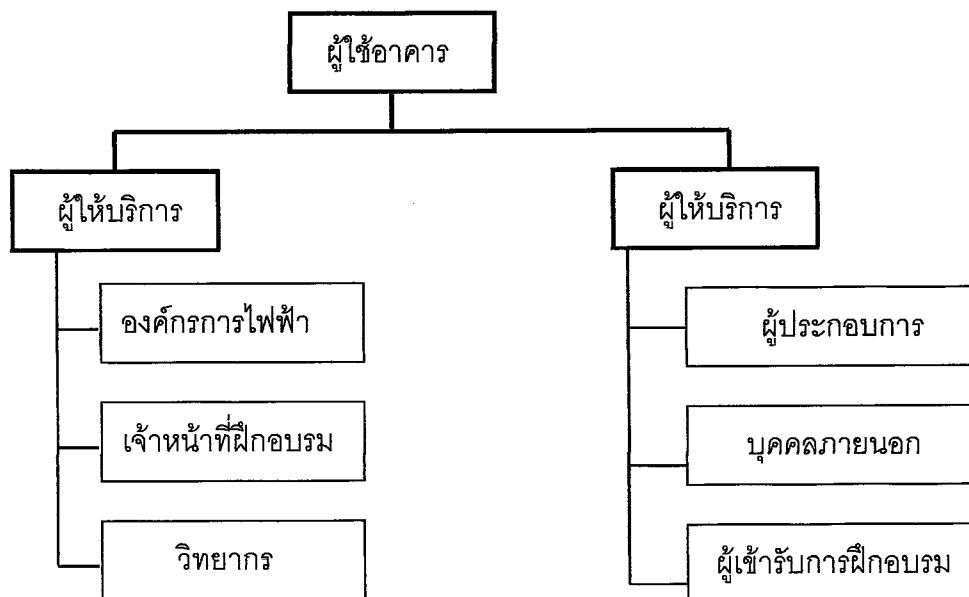 ผู้ใช้อาคาร
ผู้ให้บริการ
องค์กรการไฟฟ้า
เจ้าหน้าที่ฝึกอบรม
วิทยากร
ผู้ให้บริการ
ผู้ประกอบการ
บุคคลภายนอก
ผู้เข้ารับการฝึกอบรม